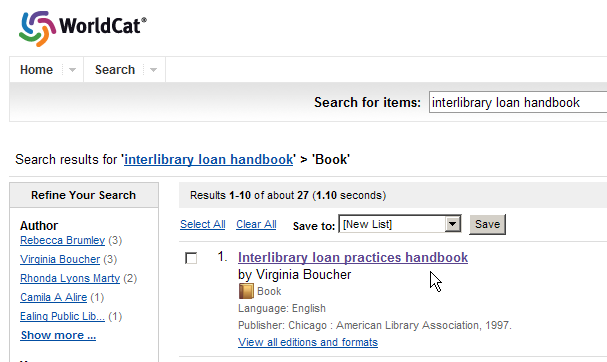 WorldCat®
Home Search
Search for items: interlibrary loan handbook
Search results for 'interlibrary loan handbook' > 'Book'
Refine Your Search
Author
Rebecca Brumley (3)
Virginia Boucher (3)
Rhonda Lyons Marty (2)
Camila A Alire (1)
Ealing Public Lib... (1)
Show more ...
Results 1-10 of about 27 (1.10 seconds)
Select All Clear All Save to: [New List] Save
1. Interlibrary loan practices handbook
by Virginia Boucher
Book
Language: English
Publisher: Chicago : American Library Association, 1997.
View all editions and formats